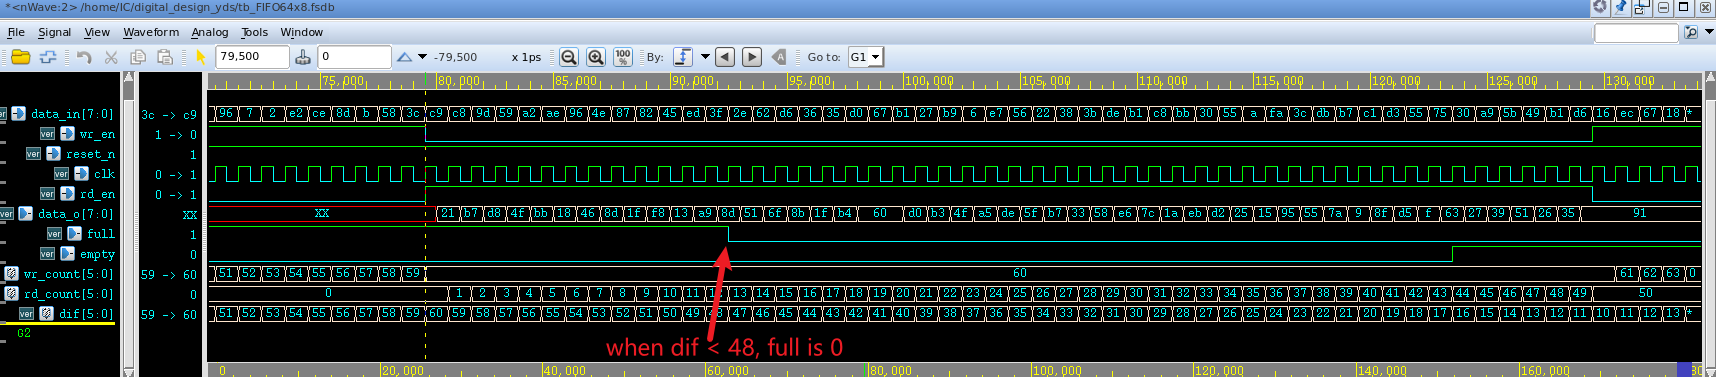 *<nWave:2> /home/IC/digital_design_yds/tb_FIFO64x8.fsdb
File Signal View Waveform Analog Tools Window
79,500 0 -79,500 x 1ps 100% By: Go to: G1
75,000 80,000 85,000 90,000 95,000 100,000 105,000 110,000 115,000 120,000 125,000 130,000
data_in[7:0] 3c -> c9 96 7 2 e2 ce 8d b 58 3c c9 c8 9d 59 a2 ae 96 4e 87 82 45 ed 3f 2e 62 d6 36 35 d0 67 b1 27 b9 6 e7 56 22 38 3b de b1 c8 bb 30 55 a fa 3c db b7 c1 d3 55 75 30 a9 5b 49 b1 d6 16 ec 67 18 *
ver wr_en 1 -> 0
ver reset_n 1
ver clk 0 -> 1
ver rd_en 0 -> 1
ver data_o[7:0] XX XX 21 b7 d8 4f bb 18 46 8d 1f f8 13 a9 8d 51 6f 8b 1f b4 60 d0 b3 4f a5 de 5f b7 33 58 e6 7c 1a eb d2 25 15 95 55 7a 9 8f d5 f 63 27 39 51 26 35 91
ver full 1
ver empty 0
wr_count[5:0] 59 -> 60 51 52 53 54 55 56 57 58 59 60 61 62 63 0
rd_count[5:0] 0 0 1 2 3 4 5 6 7 8 9 10 11 12 13 14 15 16 17 18 19 20 21 22 23 24 25 26 27 28 29 30 31 32 33 34 35 36 37 38 39 40 41 42 43 44 45 46 47 48 49 50
ver dif[5:0] 59 -> 60 51 52 53 54 55 56 57 58 59 60 59 58 57 56 55 54 53 52 51 50 49 48 47 46 45 44 43 42 41 40 39 38 37 36 35 34 33 32 31 30 29 28 27 26 25 24 23 22 21 20 19 18 17 16 15 14 13 12 11 10 11 12 13 *
G2
when dif < 48, full is 0
0 20,000 40,000 60,000 80,000 100,000 120,000 140,000 160,000